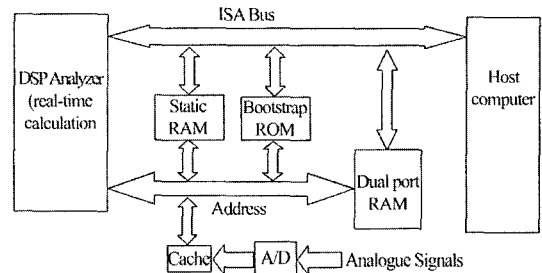 ISA Bus
DSP Analyzer
(real-time
calculation
Static
RAM
Bootstrap
ROM
Host
computer
Dual port
RAM
Address
Cache
A/D
Analogue Signals